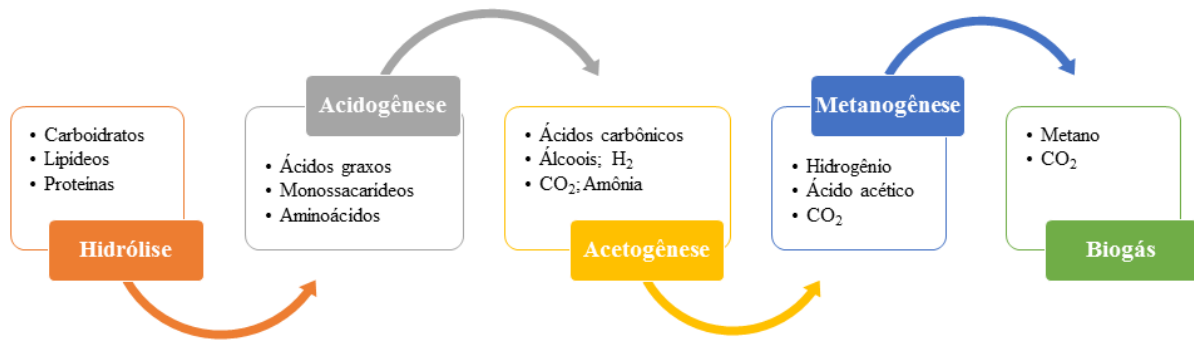 • Carboidratos
• Lipídeos
• Proteínas
Hidrólise
Acidogênese
• Ácidos graxos
• Monossacarideos
• Aminoácidos
• Ácidos carbônicos
• Álcoois; H₂
• CO₂; Amônia
Acetogênese
Metanogênese
• Hidrogênio
• Ácido acético
• CO₂
• Metano
• CO₂
Biogás